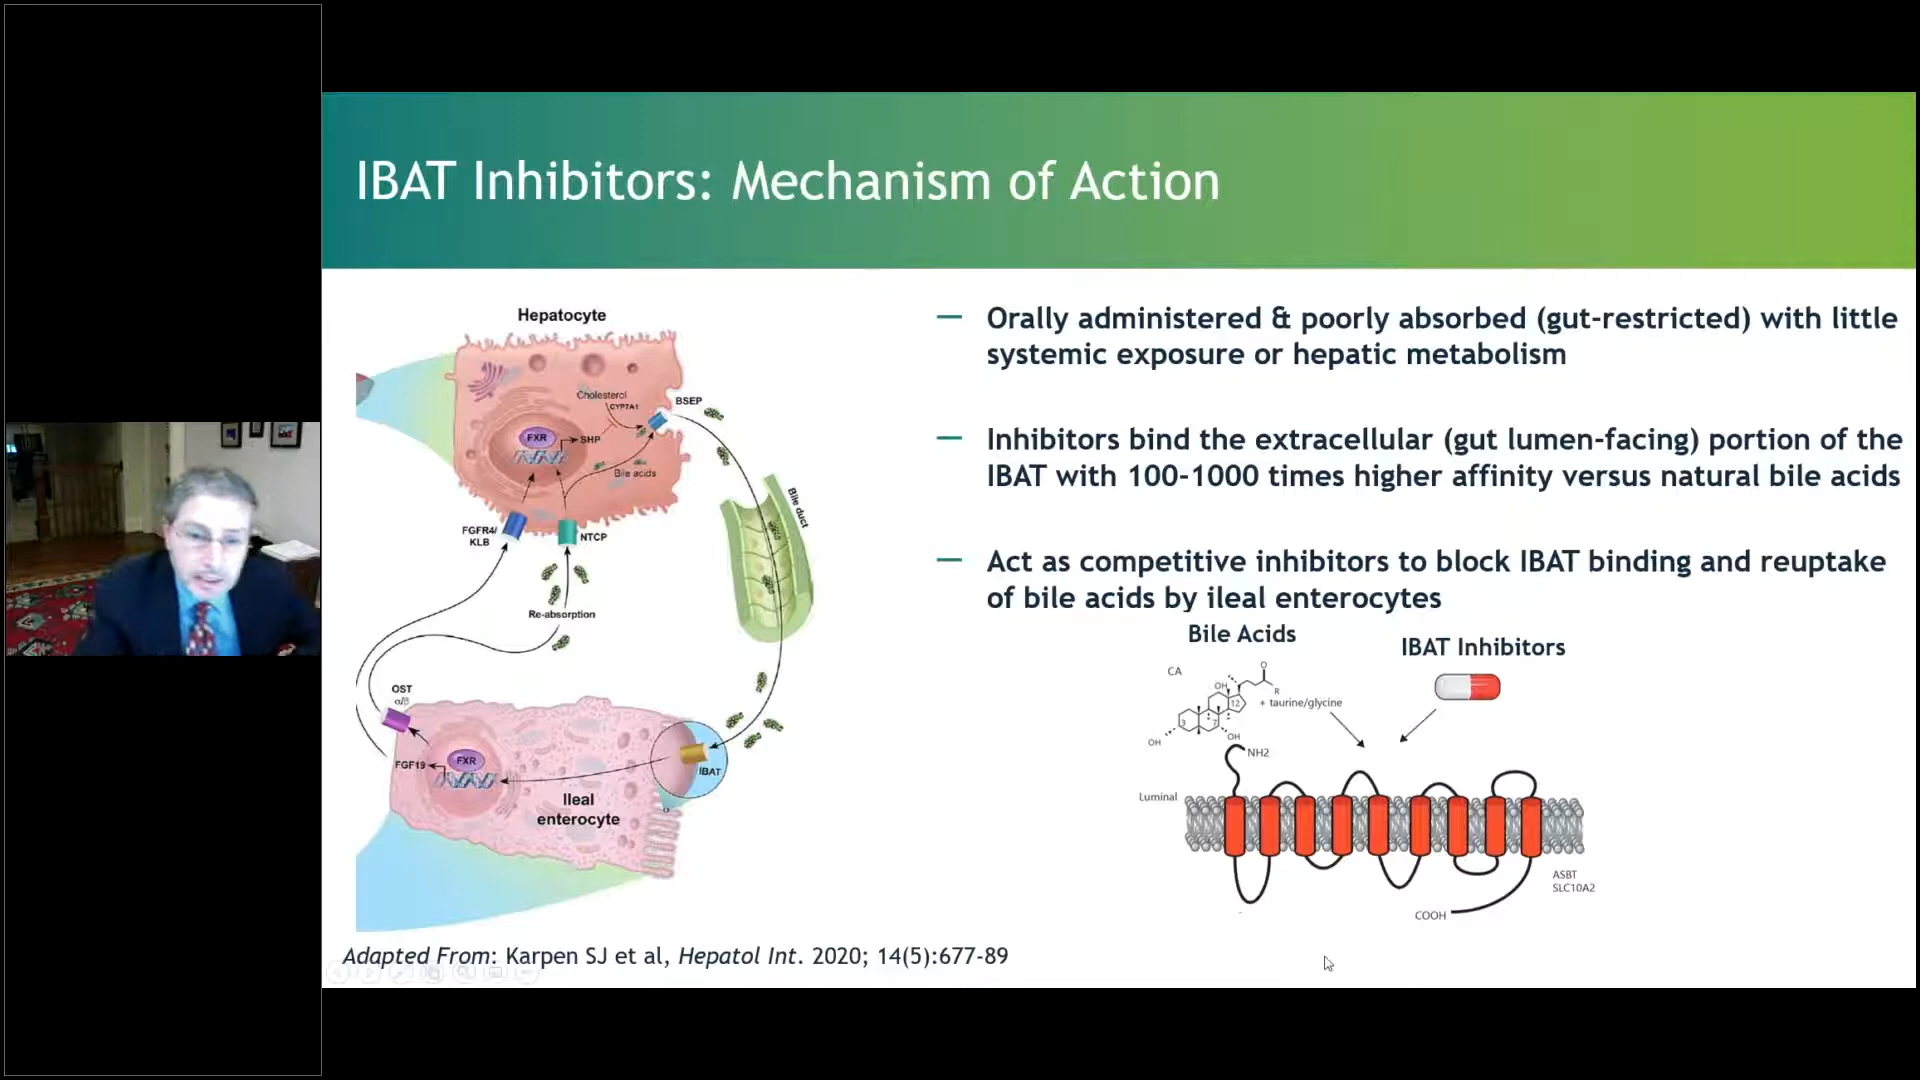 IBAT Inhibitors: Mechanism of Action
Hepatocyte
Cholesterol
CYP7A1
BSEP
FXR
SHP
Bile acids
FGFR4/
KLB
NTCP
Bile duct
Re-absorption
OST
α/β
FGF19
FXR
IBAT
Ileal
enterocyte
— Orally administered & poorly absorbed (gut-restricted) with little
systemic exposure or hepatic metabolism
— Inhibitors bind the extracellular (gut lumen-facing) portion of the
IBAT with 100-1000 times higher affinity versus natural bile acids
— Act as competitive inhibitors to block IBAT binding and reuptake
of bile acids by ileal enterocytes
Bile Acids
IBAT Inhibitors
CA
O
OH
R
12
+ taurine/glycine
3
7
OH
OH
NH2
Luminal
ASBT
SLC10A2
COOH
Adapted From: Karpen SJ et al, Hepatol Int. 2020; 14(5):677-89